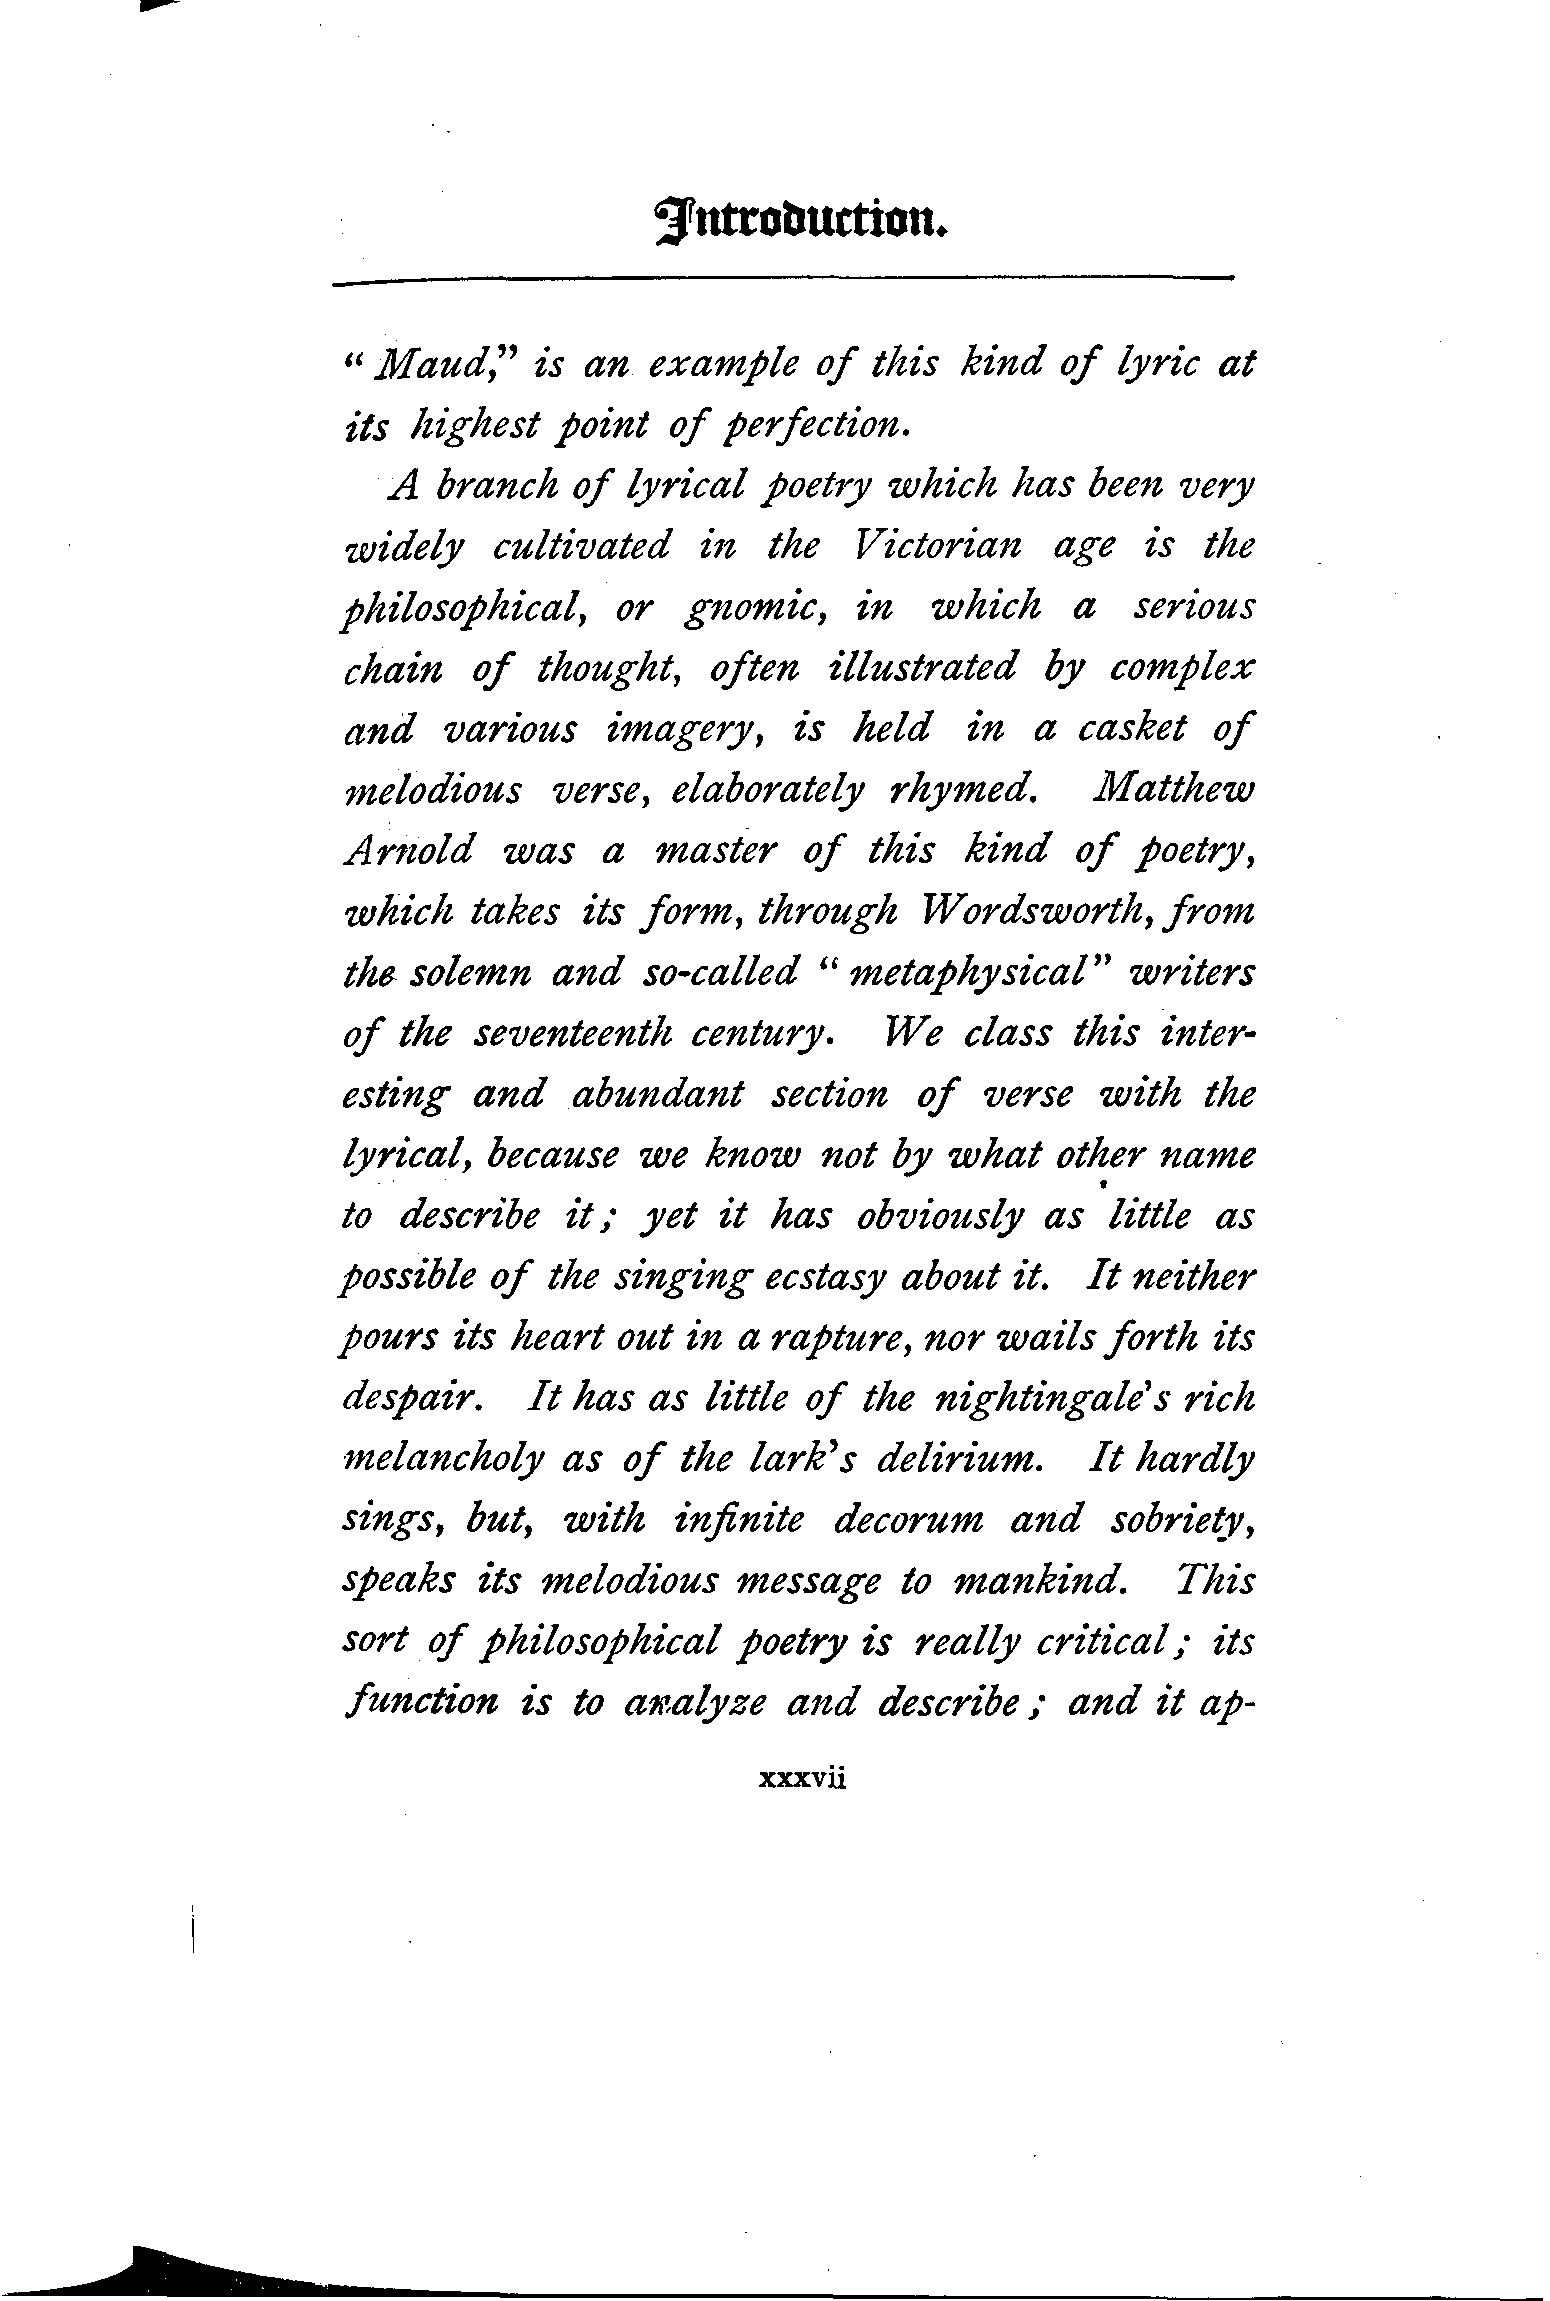 Introduction.
“ Maud,” is an example of this kind of lyric at
its highest point of perfection.
A branch of lyrical poetry which has been very
widely cultivated in the Victorian age is the
philosophical, or gnomic, in which a serious
chain of thought, often illustrated by complex
and various imagery, is held in a casket of
melodious verse, elaborately rhymed. Matthew
Arnold was a master of this kind of poetry,
which takes its form, through Wordsworth, from
the solemn and so-called “ metaphysical” writers
of the seventeenth century. We class this inter-
esting and abundant section of verse with the
lyrical, because we know not by what other name
to describe it ; yet it has obviously as little as
possible of the singing ecstasy about it. It neither
pours its heart out in a rapture, nor wails forth its
despair. It has as little of the nightingale’s rich
melancholy as of the lark’s delirium. It hardly
sings, but, with infinite decorum and sobriety,
speaks its melodious message to mankind. This
sort of philosophical poetry is really critical ; its
function is to analyze and describe ; and it ap-
xxxvii